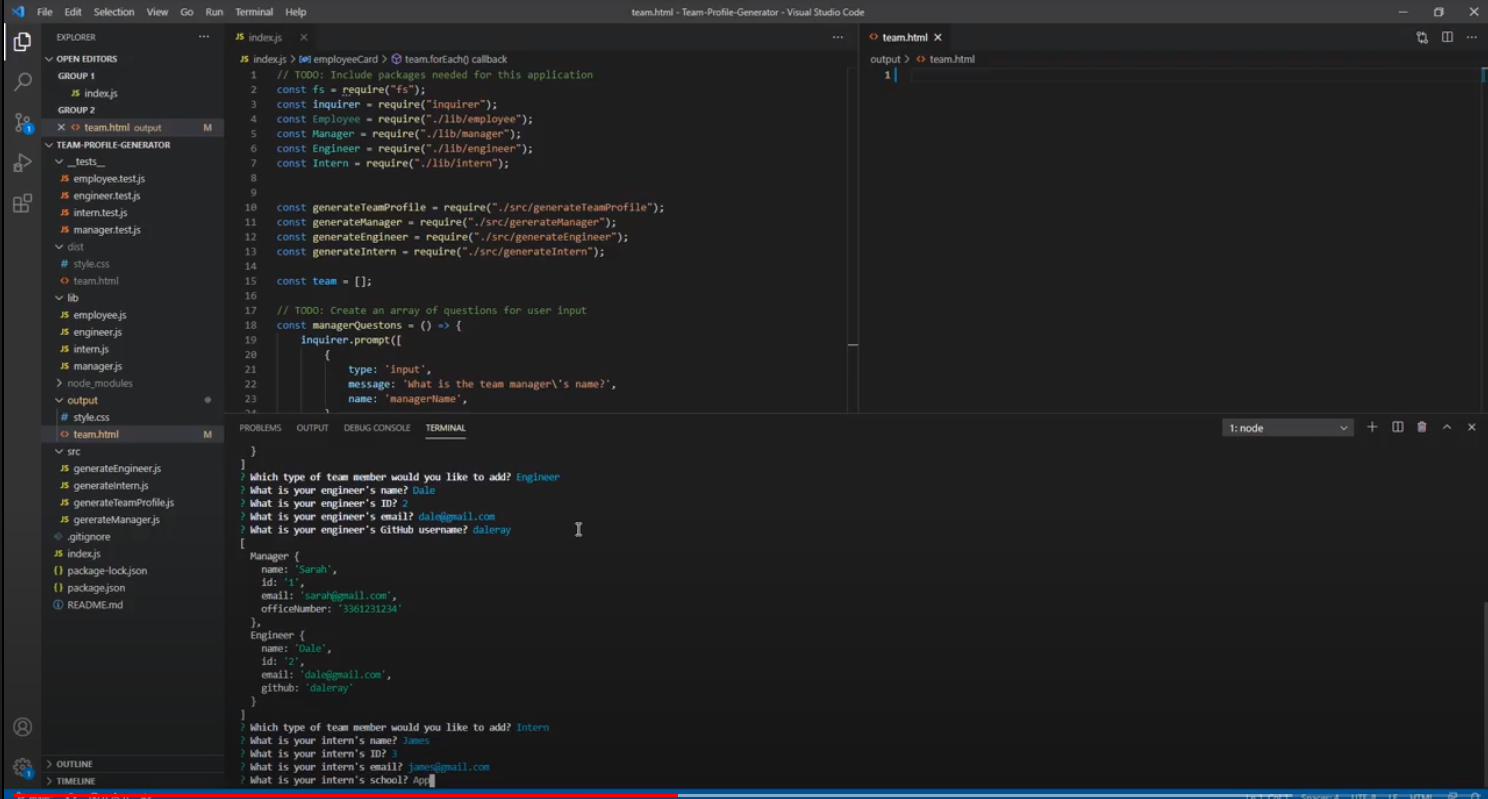 File Edit Selection View Go Run Terminal Help
team.html - Team-Profile-Generator - Visual Studio Code
EXPLORER
OPEN EDITORS
GROUP 1
JS index.js
GROUP 2
team.html output M
TEAM-PROFILE-GENERATOR
__tests__
JS employee.test.js
JS engineer.test.js
JS intern.test.js
JS manager.test.js
dist
# style.css
team.html
lib
JS employee.js
JS engineer.js
JS intern.js
JS manager.js
node_modules
output
# style.css
team.html M
src
JS generateEngineer.js
JS generateIntern.js
JS generateTeamProfile.js
JS gererateManager.js
.gitignore
JS index.js
{} package-lock.json
{} package.json
README.md
OUTLINE
TIMELINE
1
1
JS index.js
JS index.js > employeeCard > team.forEach() callback
1 // TODO: Include packages needed for this application
2 const fs = require("fs");
3 const inquirer = require("inquirer");
4 const Employee = require("./lib/employee");
5 const Manager = require("./lib/manager");
6 const Engineer = require("./lib/engineer");
7 const Intern = require("./lib/intern");
8
9
10 const generateTeamProfile = require("./src/generateTeamProfile");
11 const generateManager = require("./src/gererateManager");
12 const generateEngineer = require("./src/generateEngineer");
13 const generateIntern = require("./src/generateIntern");
14
15 const team = [];
16
17 // TODO: Create an array of questions for user input
18 const managerQuestons = () => {
19 inquirer.prompt([
20 {
21 type: 'input',
22 message: 'What is the team manager\'s name?',
23 name: 'managerName',
team.html
output > team.html
1
PROBLEMS OUTPUT DEBUG CONSOLE TERMINAL
1: node
}
]
? Which type of team member would you like to add? Engineer
? What is your engineer's name? Dale
? What is your engineer's ID? 2
? What is your engineer's email? dale@gmail.com
? What is your engineer's GitHub username? daleray
[
Manager {
name: 'Sarah',
id: '1',
email: 'sarah@gmail.com',
officeNumber: '3361231234'
},
Engineer {
name: 'Dale',
id: '2',
email: 'dale@gmail.com',
github: 'daleray'
}
]
? Which type of team member would you like to add? Intern
? What is your intern's name? James
? What is your intern's ID? 3
? What is your intern's email? james@gmail.com
? What is your intern's school? App